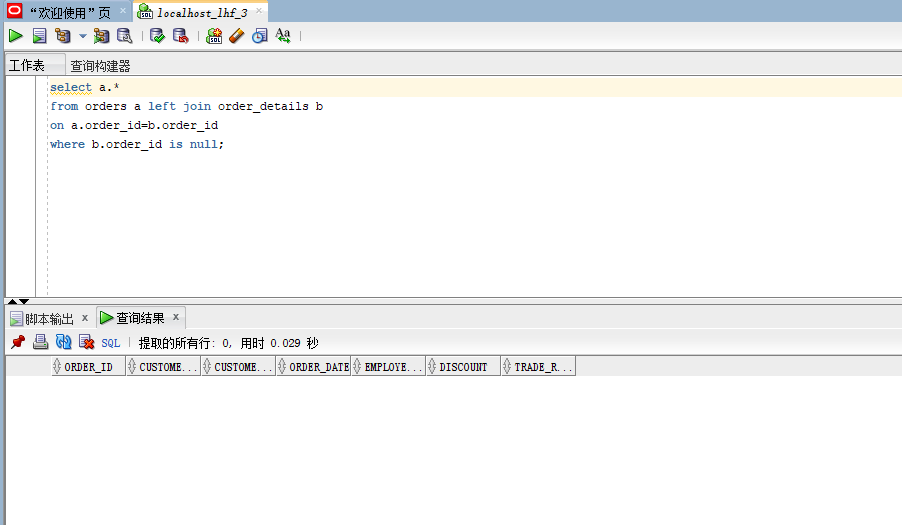 “欢迎使用”页 localhost_lhf_3
SQL Aa
工作表 查询构建器
select a.*
from orders a left join order_details b
on a.order_id=b.order_id
where b.order_id is null;
脚本输出 x 查询结果 x
SQL | 提取的所有行: 0, 用时 0.029 秒
ORDER_ID CUSTOME... CUSTOME... ORDER_DATE EMPLOYE... DISCOUNT TRADE_R...